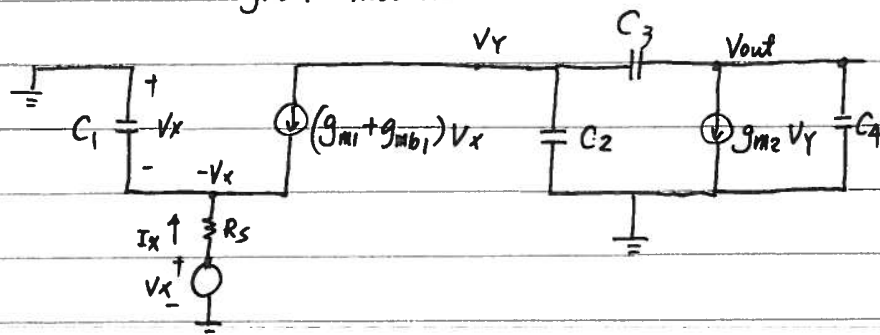 C3
VY
Vout
+
C1
Vx
(gm1+gmb1)Vx
C2
gm2 VY
C4
-
-Vx
Ix
Rs
+
Vx
-